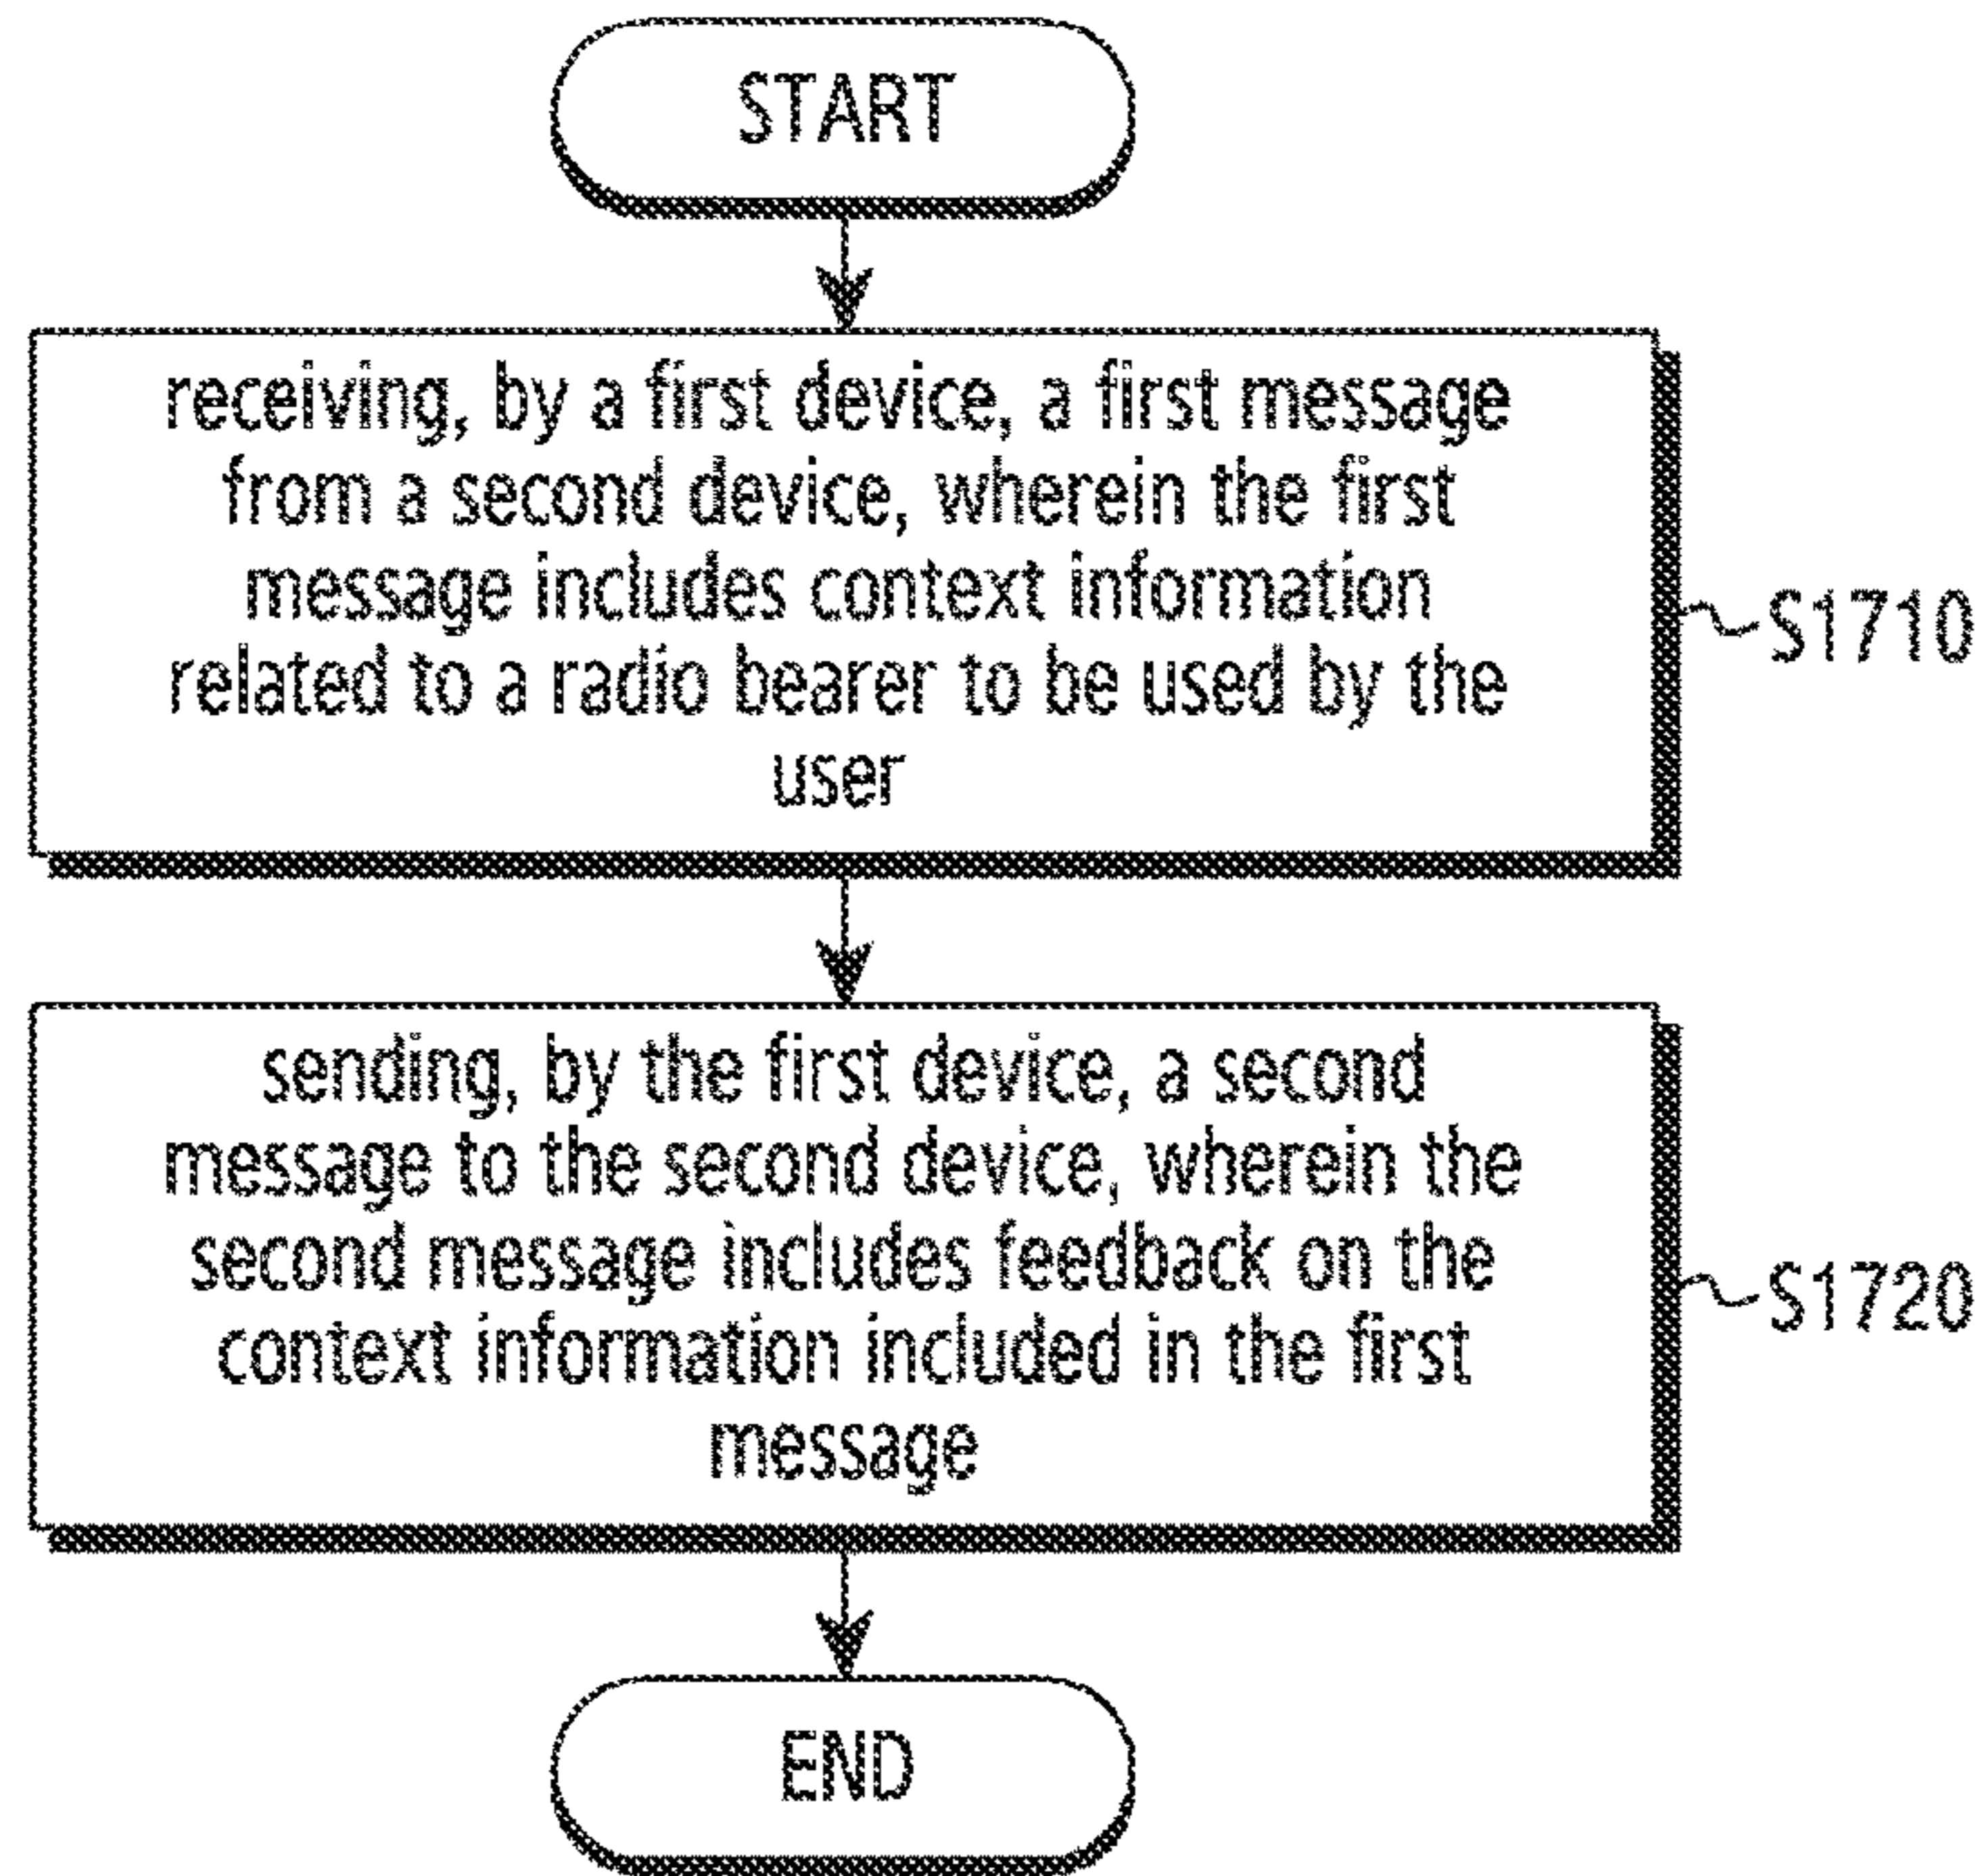 START
receiving, by a first device, a first message
from a second device, wherein the first
message includes context information
related to a radio bearer to be used by the
user
S1710
sending, by the first device, a second
message to the second device, wherein the
second message includes feedback on the
context information included in the first
message
S1720
END